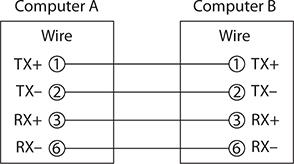 Computer A Computer B
Wire Wire
TX+ 1 1 TX+
TX– 2 2 TX–
RX+ 3 3 RX+
RX– 6 6 RX–